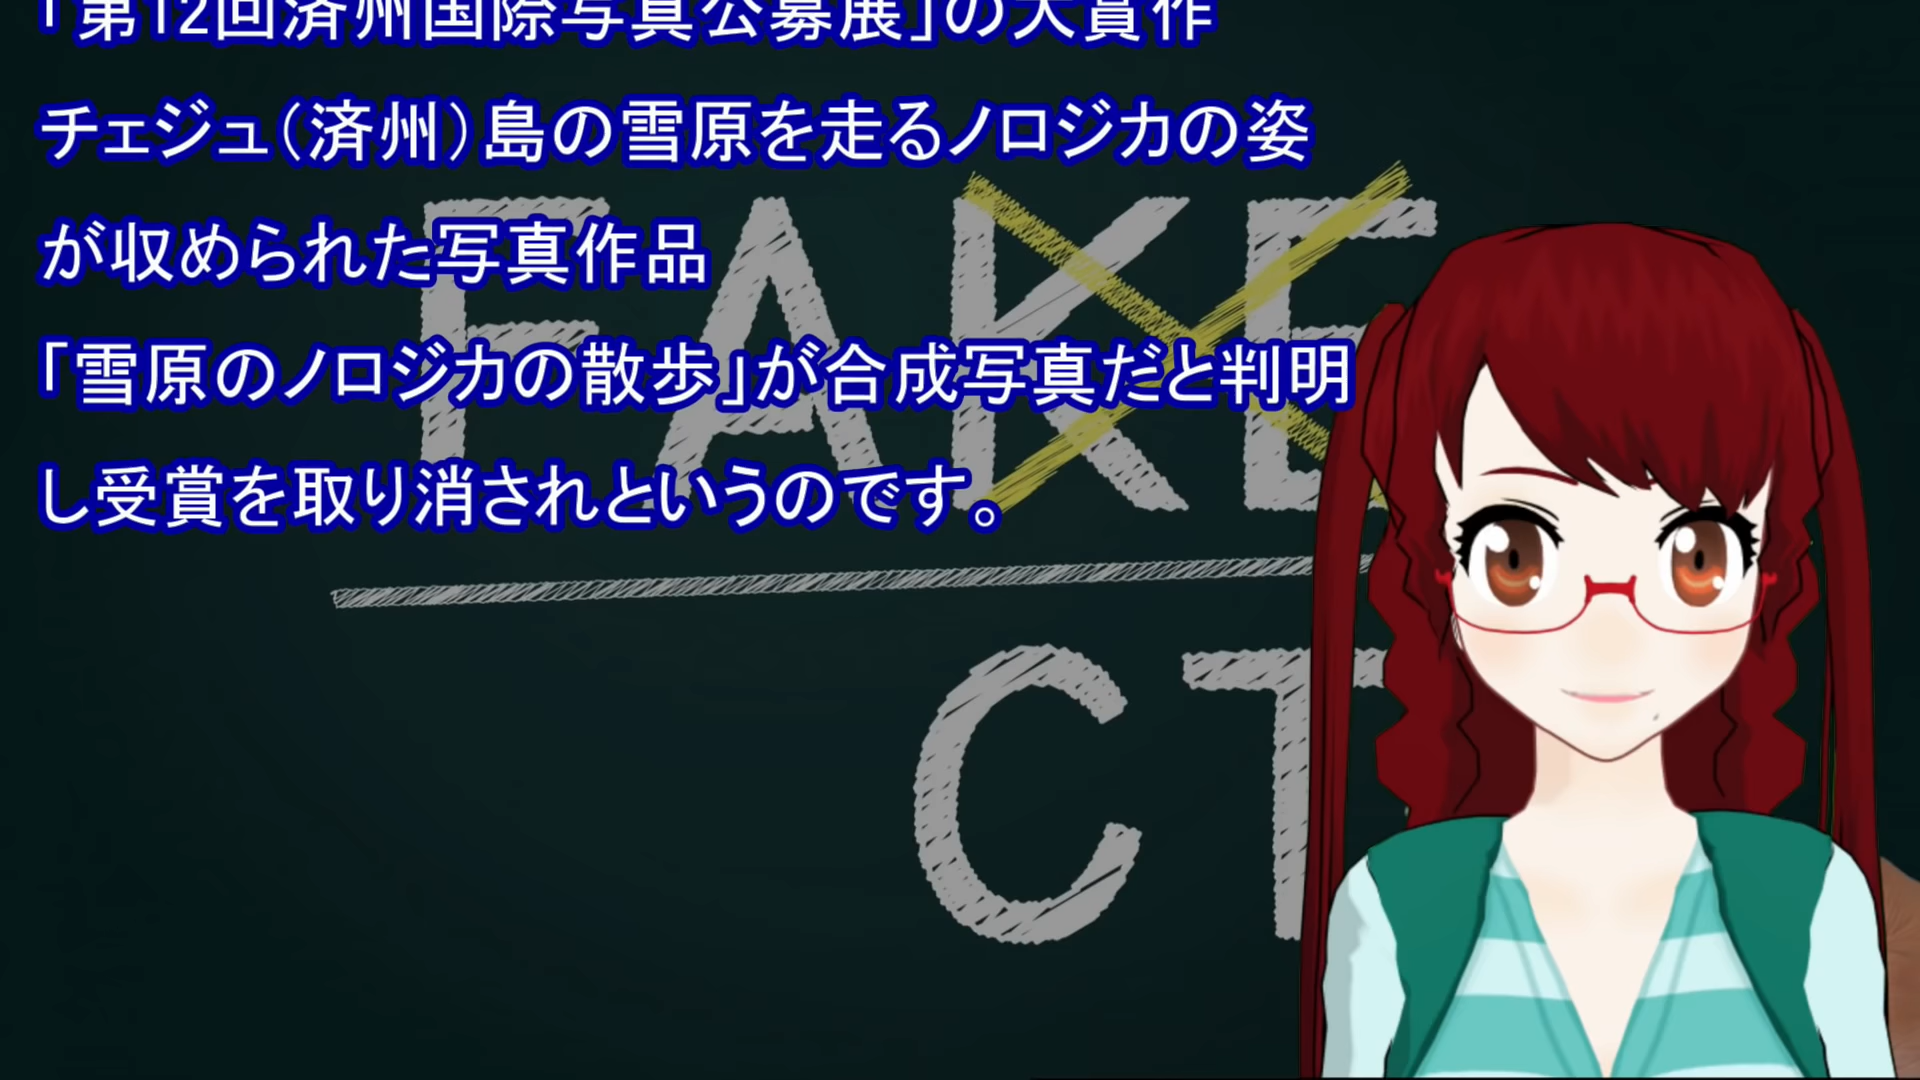 「第12回済州国際写真公募展」の大賞作
チェジュ(済州)島の雪原を走るノロジカの姿
が収められた写真作品
「雪原のノロジカの散歩」が合成写真だと判明
し受賞を取り消されというのです。
FAKE
CT